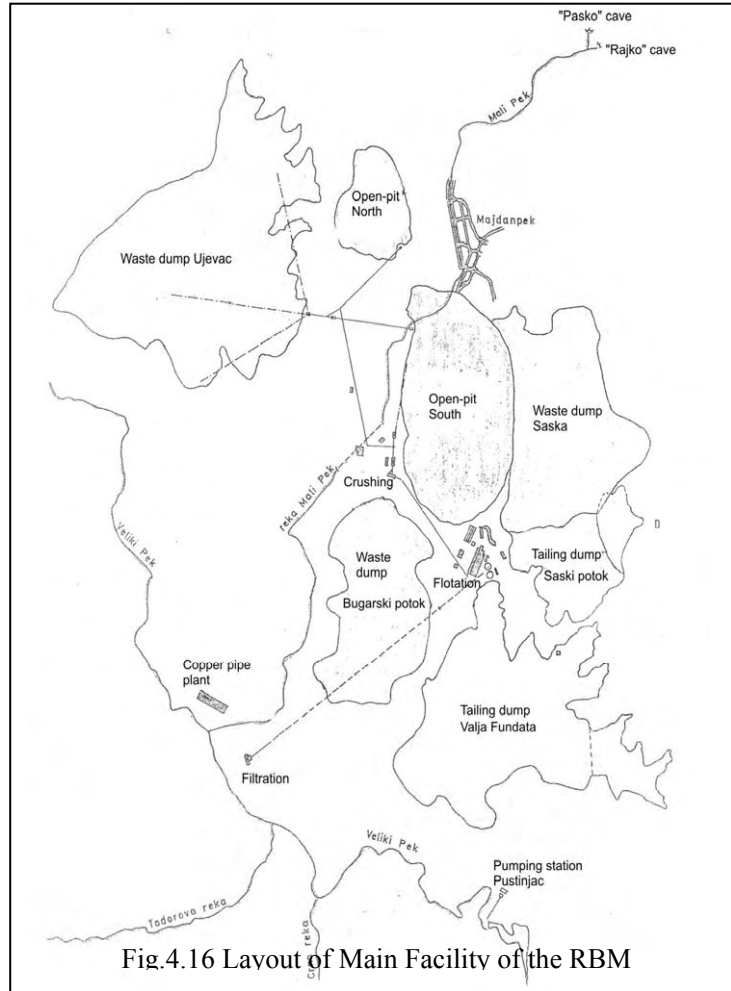 "Pasko" cave
"Rajko" cave
Mali Pek
Majdanpek
Open-pit
North
Waste dump Ujevac
Open-pit
South
Waste dump
Saska
Crushing
reka Mali Pek
Veliki Pek
Waste
dump
Bugarski potok
Flotation
Tailing dump
Saski potok
Copper pipe
plant
Tailing dump
Valja Fundata
Filtration
Veliki Pek
Pumping station
Pustinjac
Todorova reka
reka
Fig.4.16 Layout of Main Facility of the RBM